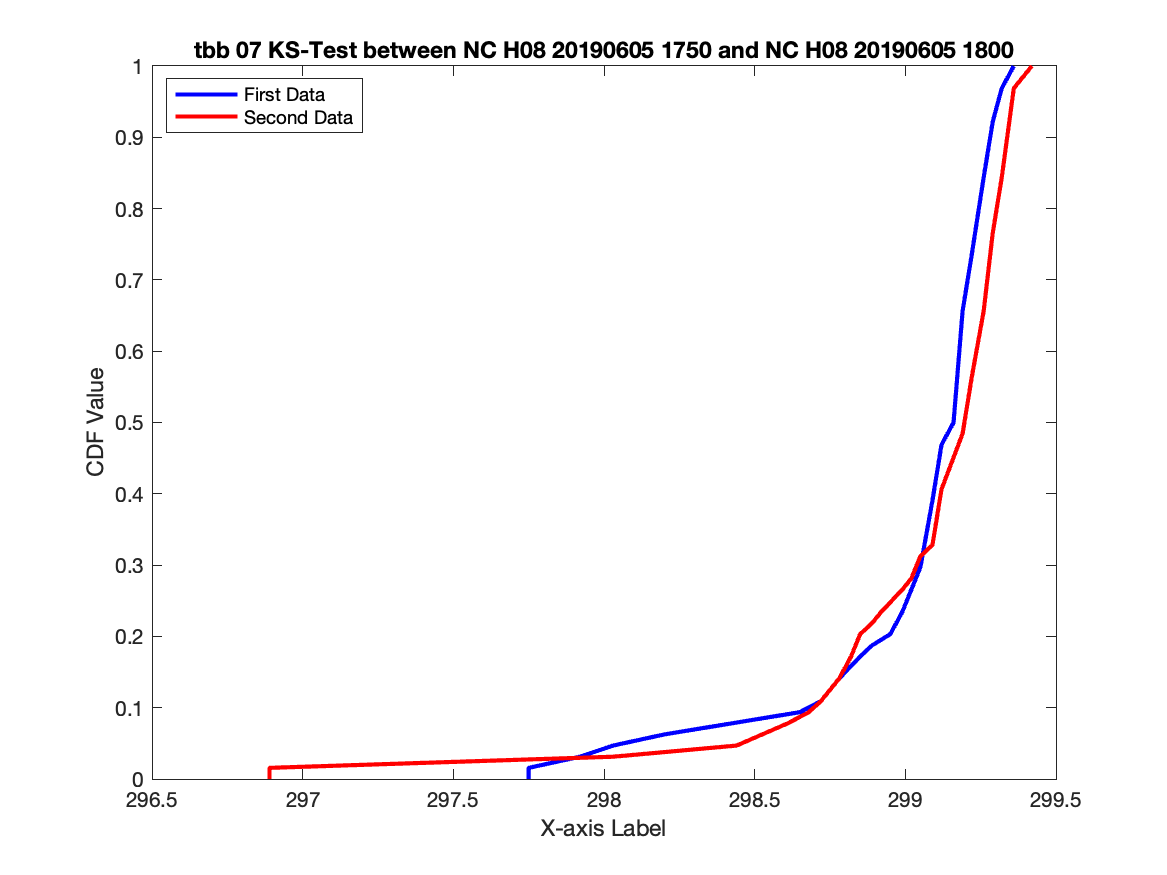 tbb 07 KS-Test between NC H08 20190605 1750 and NC H08 20190605 1800
First Data
Second Data
1
0.9
0.8
0.7
0.6
0.5
0.4
0.3
0.2
0.1
0
CDF Value
296.5 297 297.5 298 298.5 299 299.5
X-axis Label